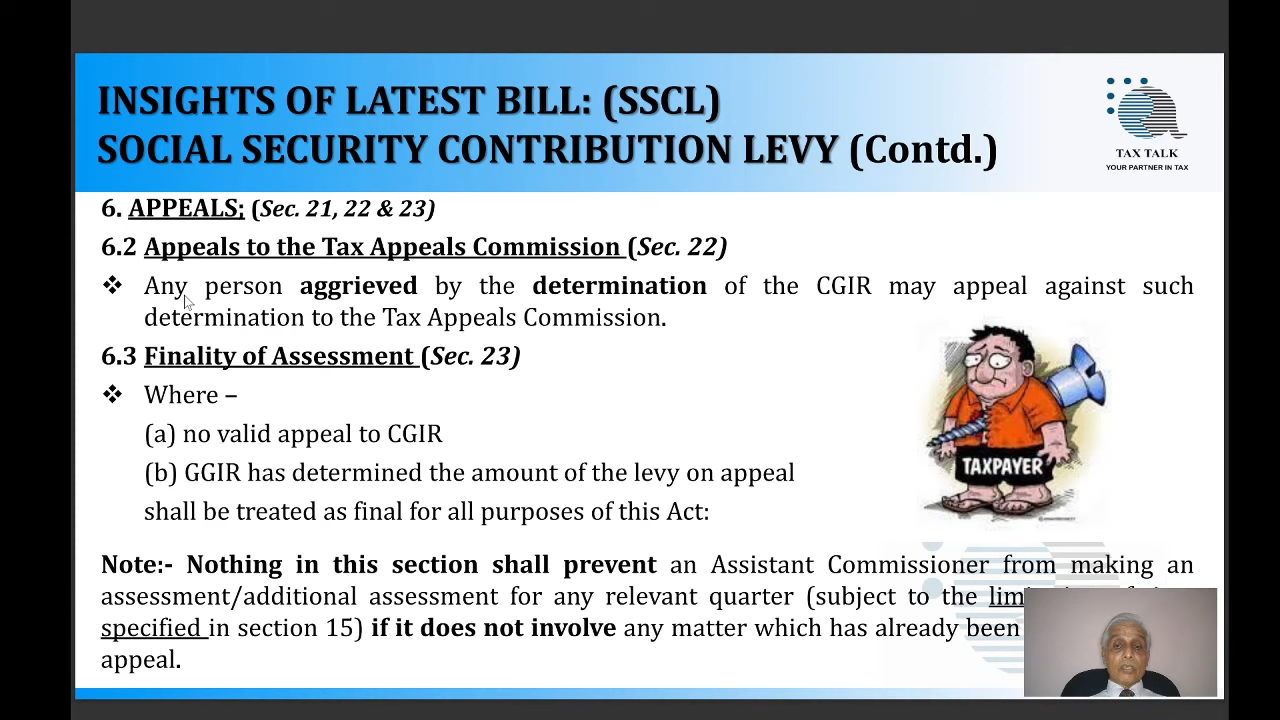 INSIGHTS OF LATEST BILL: (SSCL)
SOCIAL SECURITY CONTRIBUTION LEVY (Contd.)
TAX TALK
YOUR PARTNER IN TAX
6. APPEALS; (Sec. 21, 22 & 23)
6.2 Appeals to the Tax Appeals Commission (Sec. 22)
❖ Any person aggrieved by the determination of the CGIR may appeal against such
determination to the Tax Appeals Commission.
6.3 Finality of Assessment (Sec. 23)
❖ Where –
(a) no valid appeal to CGIR
(b) GGIR has determined the amount of the levy on appeal
shall be treated as final for all purposes of this Act:
TAXPAYER
Note:- Nothing in this section shall prevent an Assistant Commissioner from making an
assessment/additional assessment for any relevant quarter (subject to the
specified in section 15) if it does not involve any matter which has already been
appeal.